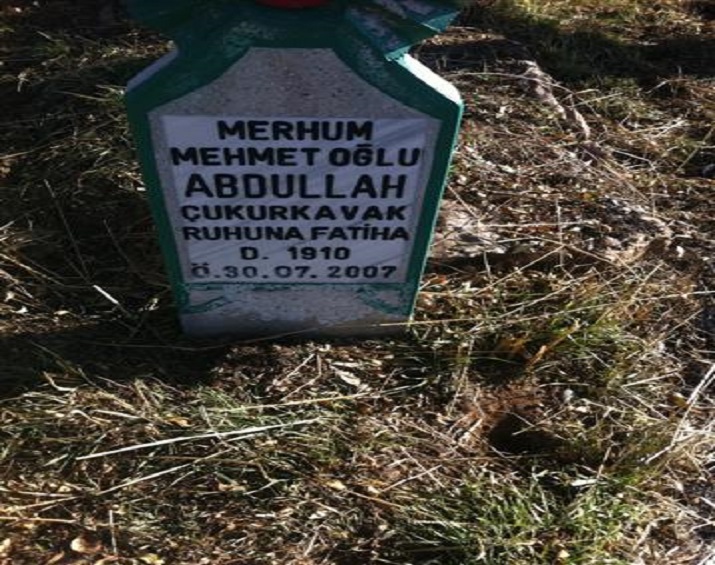 MERHUM
MEHMET OĞLU
ABDULLAH
ÇUKURKAVAK
RUHUNA FATİHA
D. 1910
Ö. 30. 07. 2007